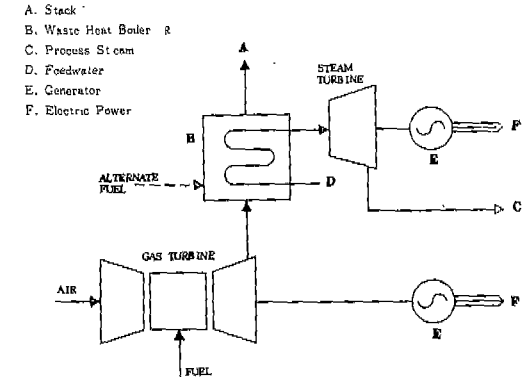 A. Stack
B. Waste Heat Boiler R
C. Process Steam
D. Feedwater
E. Generator
F. Electric Power
A
STEAM
TURBINE
B
F
E
ALTERNATE
FUEL
D
C
GAS TURBINE
AIR
F
E
FUEL